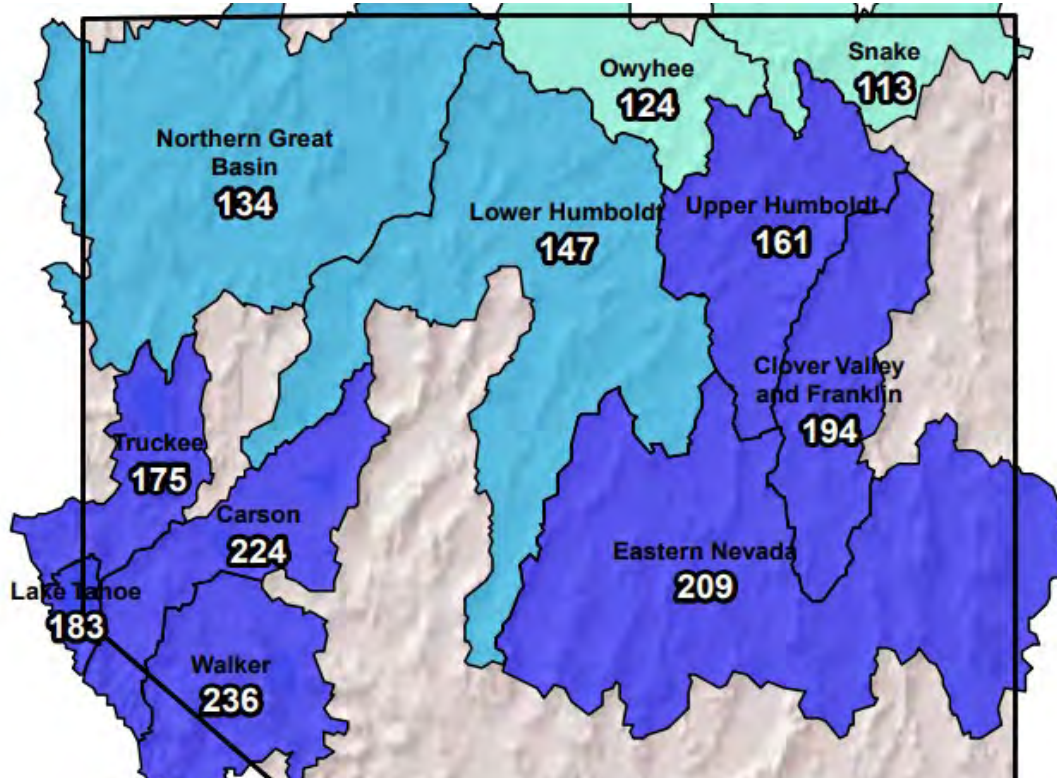 Snake
113
Owyhee
124
Northern Great
Basin
134
Lower Humboldt
147
Upper Humboldt
161
Clover Valley
and Franklin
194
Truckee
175
Carson
224
Eastern Nevada
209
Lake Tahoe
183
Walker
236